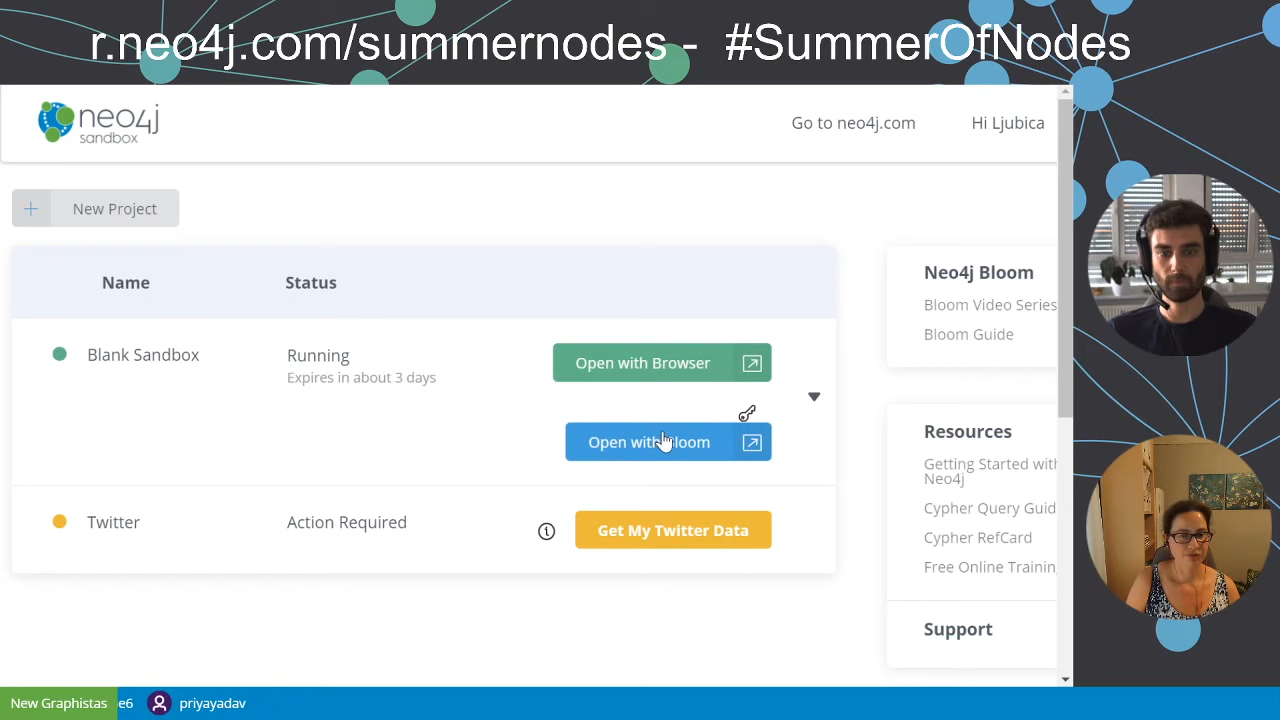 r.neo4j.com/summernodes - #SummerOfNodes
neo4j
sandbox
Go to neo4j.com
Hi Ljubica
+ New Project
Name
Status
Blank Sandbox
Running
Expires in about 3 days
Open with Browser
Open with Bloom
Twitter
Action Required
Get My Twitter Data
Neo4j Bloom
Bloom Video Series
Bloom Guide
Resources
Getting Started with
Neo4j
Cypher Query Guid
Cypher RefCard
Free Online Training
Support
New Graphistas
e6
priyayadav